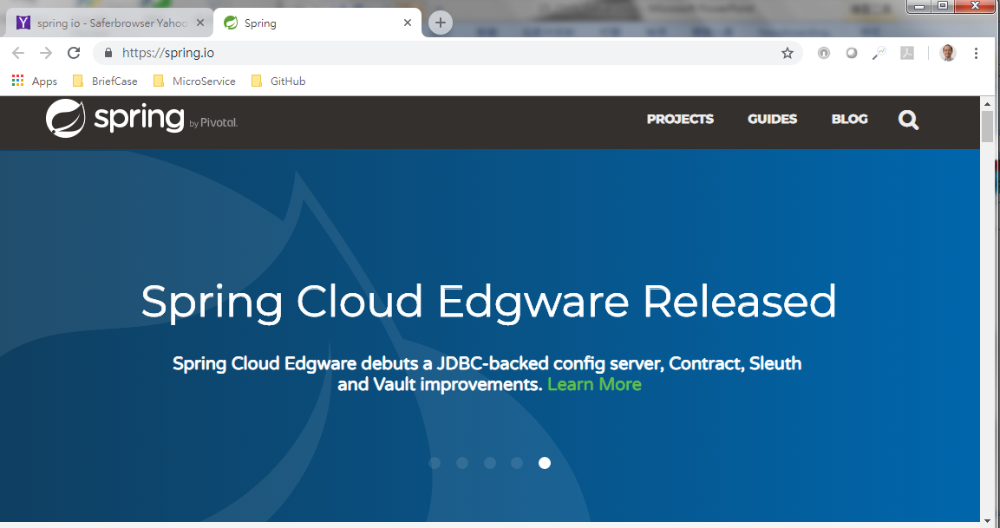 spring io - Saferbrowser Yahoo
Spring
https://spring.io
Apps
BriefCase
MicroService
GitHub
spring by Pivotal.
PROJECTS
GUIDES
BLOG
Spring Cloud Edgware Released
Spring Cloud Edgware debuts a JDBC-backed config server, Contract, Sleuth
and Vault improvements. Learn More